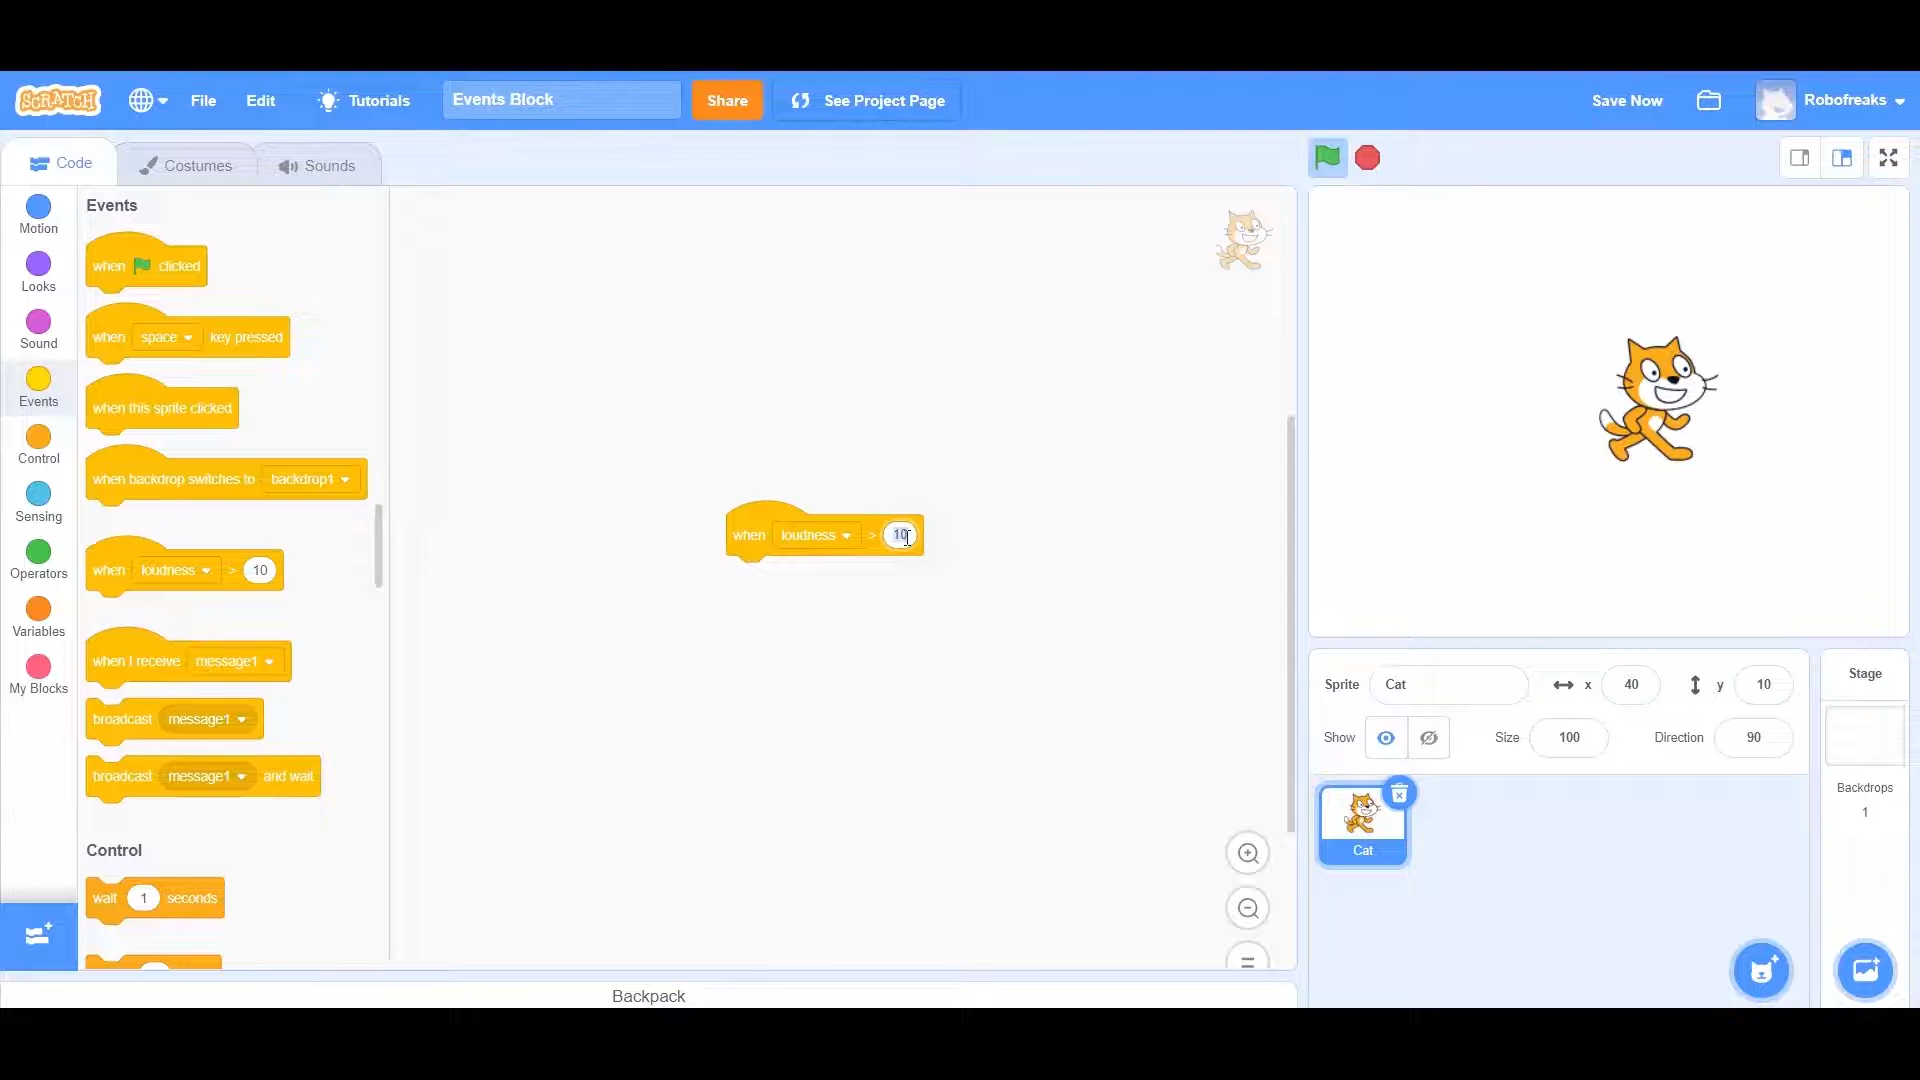 SCRATCH File Edit Tutorials Events Block Share See Project Page Save Now Robofreaks
Code Costumes Sounds
Motion
Looks
Sound
Events
Control
Sensing
Operators
Variables
My Blocks
Events
when clicked
when space key pressed
when this sprite clicked
when backdrop switches to backdrop1
when loudness > 10
when I receive message1
broadcast message1
broadcast message1 and wait
Control
wait 1 seconds
when loudness > 10
Backpack
Sprite Cat x 40 y 10
Show Size 100 Direction 90
Cat
Stage
Backdrops
1